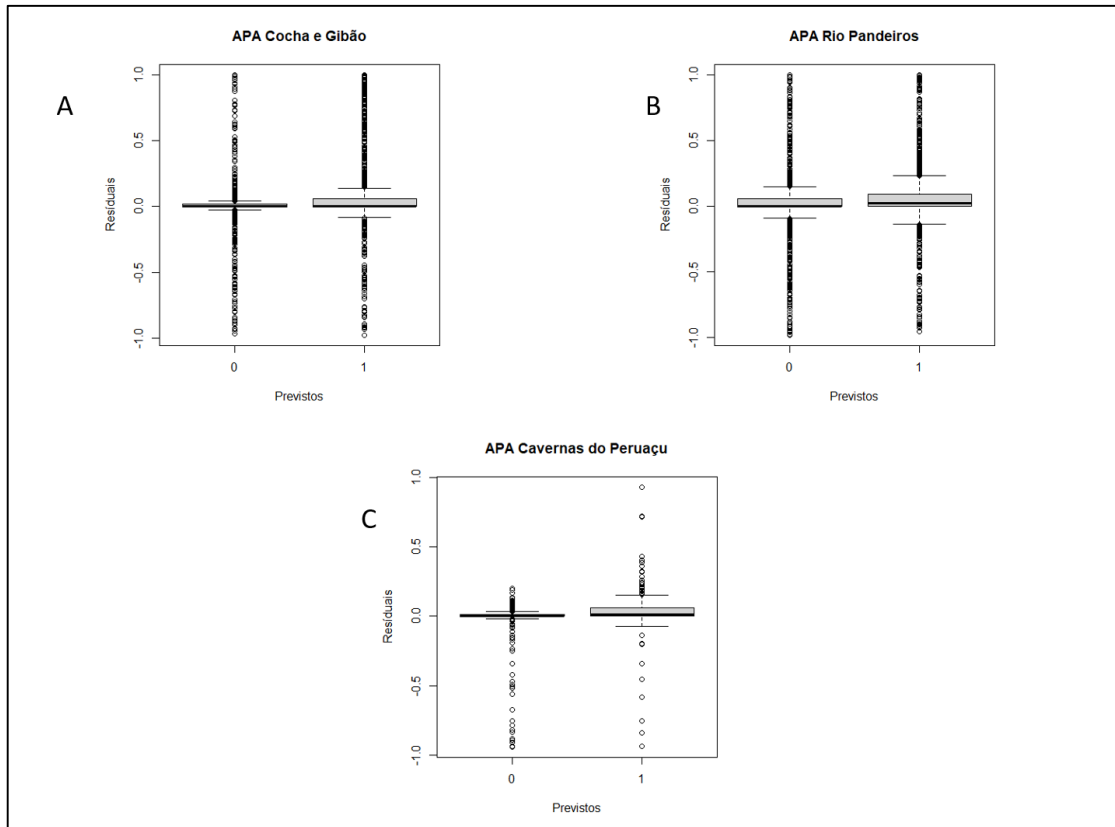 APA Cocha e Gibão
A
1.0
0.5
0.0
-0.5
-1.0
Resíduais
0
1
Previstos
APA Rio Pandeiros
B
1.0
0.5
0.0
-0.5
-1.0
Resíduais
0
1
Previstos
APA Cavernas do Peruaçu
C
1.0
0.5
0.0
-0.5
-1.0
Resíduais
0
1
Previstos